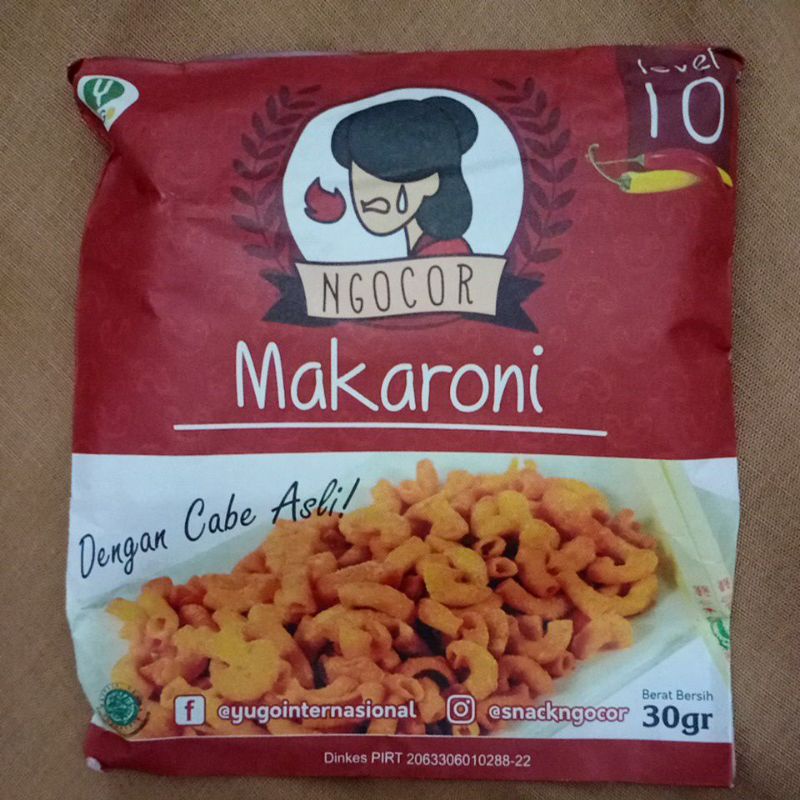 Y
level
10
NGOCOR
Makaroni
Dengan Cabe Asli!
@yugointernasional
@snackngocor
Berat Bersih
30gr
Dinkes PIRT 2063306010288-22